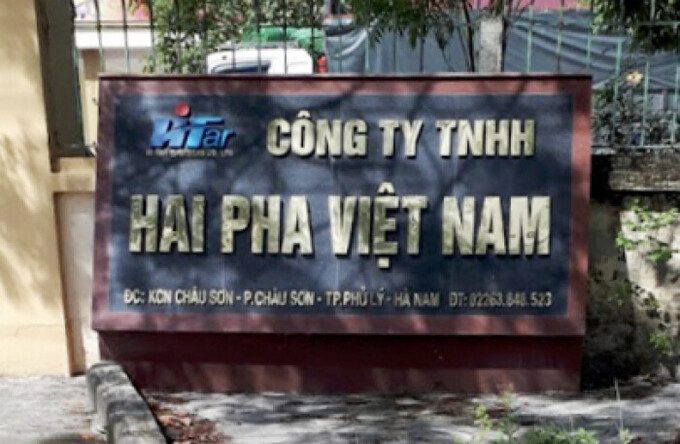 HiTar
CÔNG TY TNHH
HAI PHA VIỆT NAM
ĐC: KCN CHÂU SƠN - P.CHÂU SƠN - TP.PHỦ LÝ - HÀ NAM ĐT: 02263.848.523